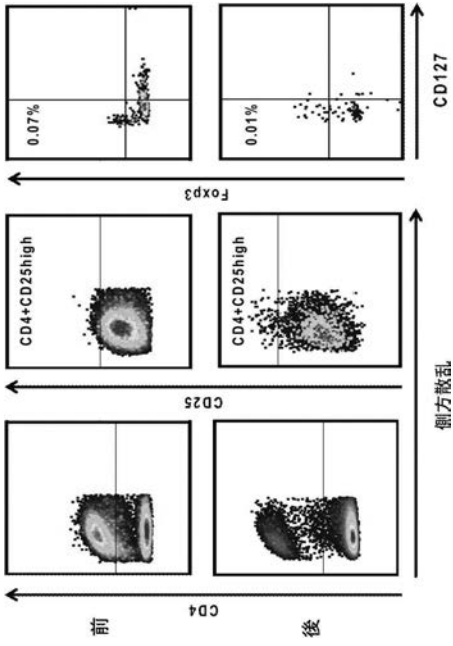 前
後
CD4
CD25
CD4+CD25high
CD4+CD25high
Foxp3
0.07%
0.01%
側方散乱
CD127